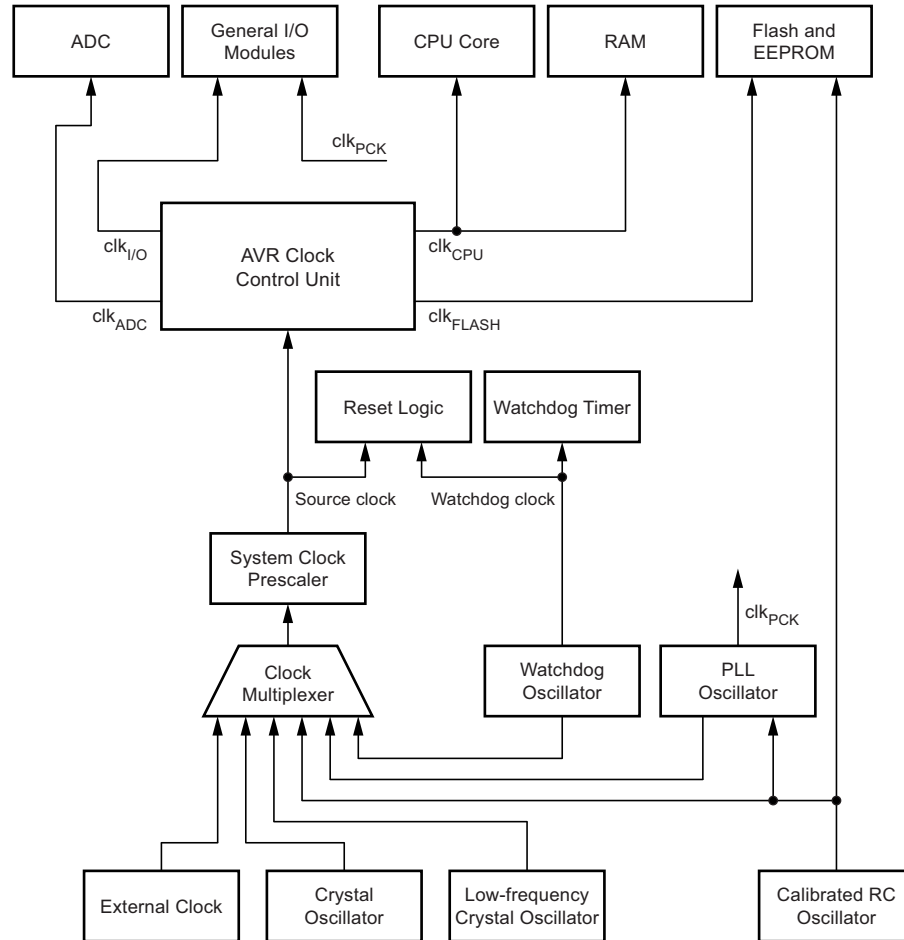 ADC
General I/O
Modules
CPU Core
RAM
Flash and
EEPROM
clkPCK
clkI/O
AVR Clock
Control Unit
clkCPU
clkADC
clkFLASH
Reset Logic
Watchdog Timer
Source clock
Watchdog clock
System Clock
Prescaler
clkPCK
Clock
Multiplexer
Watchdog
Oscillator
PLL
Oscillator
External Clock
Crystal
Oscillator
Low-frequency
Crystal Oscillator
Calibrated RC
Oscillator